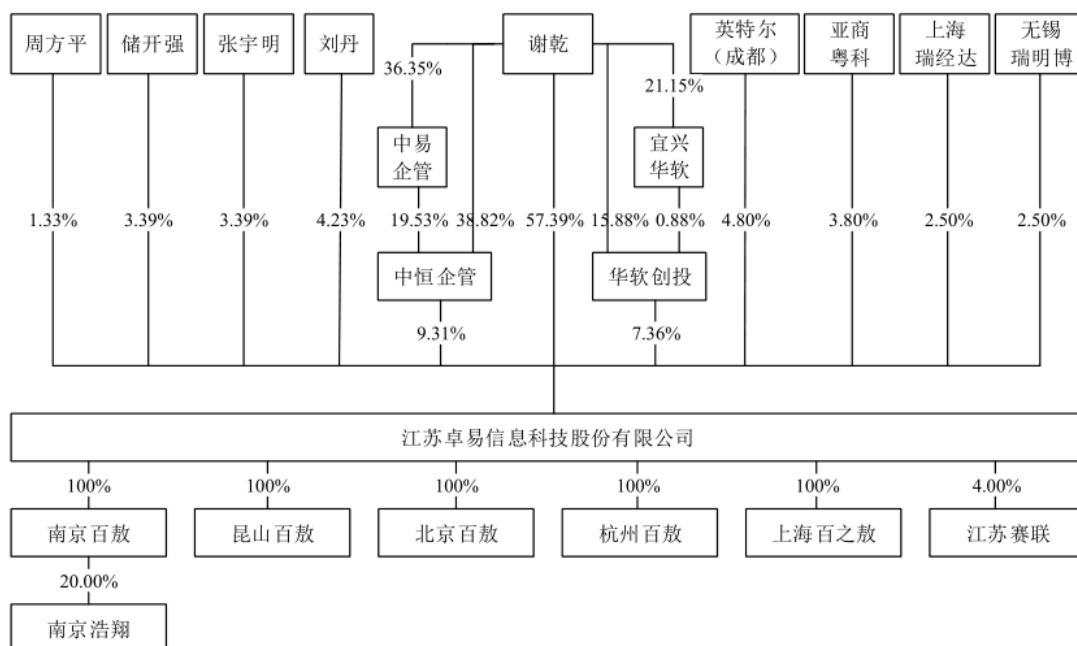 周方平
储开强
张宇明
刘丹
谢乾
英特尔
（成都）
亚商
粤科
上海
瑞经达
无锡
瑞明博
36.35%
21.15%
中易
企管
宜兴
华软
1.33%
3.39%
3.39%
4.23%
19.53%
38.82%
57.39%
15.88%
0.88%
4.80%
3.80%
2.50%
2.50%
中恒企管
华软创投
9.31%
7.36%
江苏卓易信息科技股份有限公司
100%
100%
100%
100%
100%
4.00%
南京百敖
昆山百敖
北京百敖
杭州百敖
上海百之敖
江苏赛联
20.00%
南京浩翔